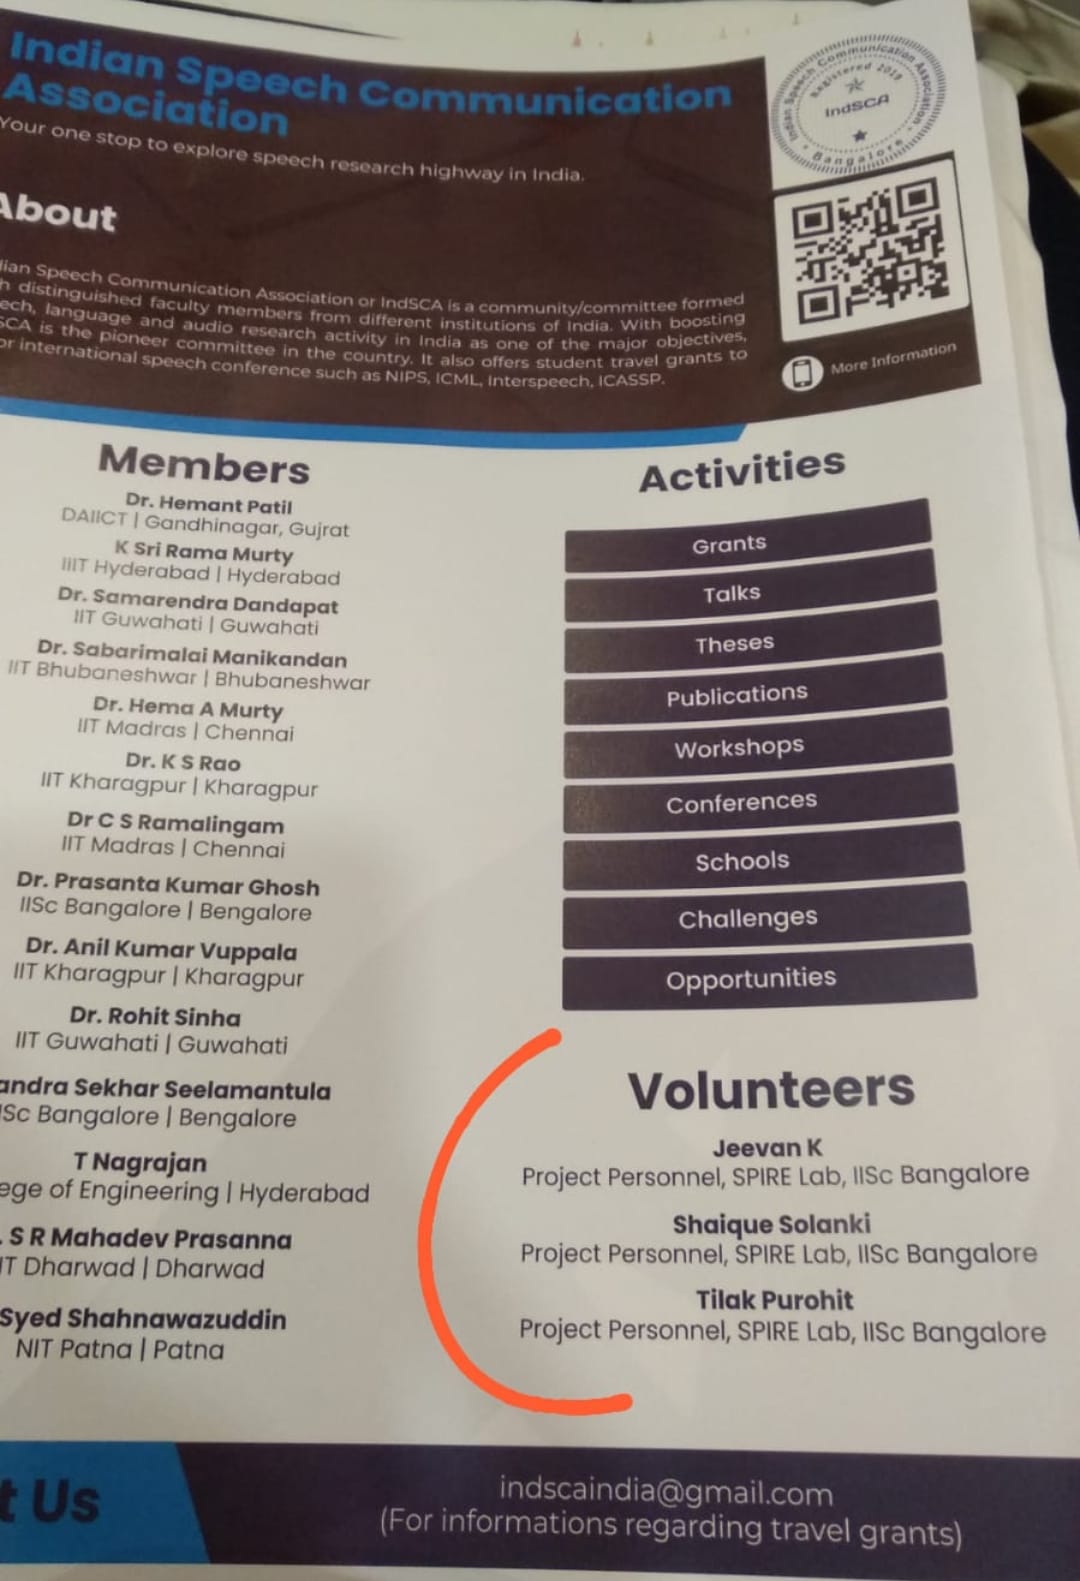 Indian Speech Communication
Association
Your one stop to explore speech research highway in India.
Indian Speech Communication Association
Registered 2019
IndSCA
Bangalore
More Information
About
Speech Communication Association or IndSCA is a community/committee formed
distinguished faculty members from different institutions of India. With boosting
language and audio research activity in India as one of the major objectives,
is the pioneer committee in the country. It also offers student travel grants to
international speech conference such as NIPS, ICML, Interspeech, ICASSP.
Members
Dr. Hemant Patil
DAIICT | Gandhinagar, Gujrat
K Sri Rama Murty
IIIT Hyderabad | Hyderabad
Dr. Samarendra Dandapat
IIT Guwahati | Guwahati
Dr. Sabarimalai Manikandan
IIT Bhubaneshwar | Bhubaneshwar
Dr. Hema A Murty
IIT Madras | Chennai
Dr. K S Rao
IIT Kharagpur | Kharagpur
Dr C S Ramalingam
IIT Madras | Chennai
Dr. Prasanta Kumar Ghosh
IISc Bangalore | Bengalore
Dr. Anil Kumar Vuppala
IIT Kharagpur | Kharagpur
Dr. Rohit Sinha
IIT Guwahati | Guwahati
Sekhar Seelamantula
Bangalore | Bengalore
T Nagrajan
of Engineering | Hyderabad
S R Mahadev Prasanna
Dharwad | Dharwad
Syed Shahnawazuddin
NIT Patna | Patna
Activities
Grants
Talks
Theses
Publications
Workshops
Conferences
Schools
Challenges
Opportunities
Volunteers
Jeevan K
Project Personnel, SPIRE Lab, IISc Bangalore
Shaique Solanki
Project Personnel, SPIRE Lab, IISc Bangalore
Tilak Purohit
Project Personnel, SPIRE Lab, IISc Bangalore
Us
indscaindia@gmail.com
(For informations regarding travel grants)